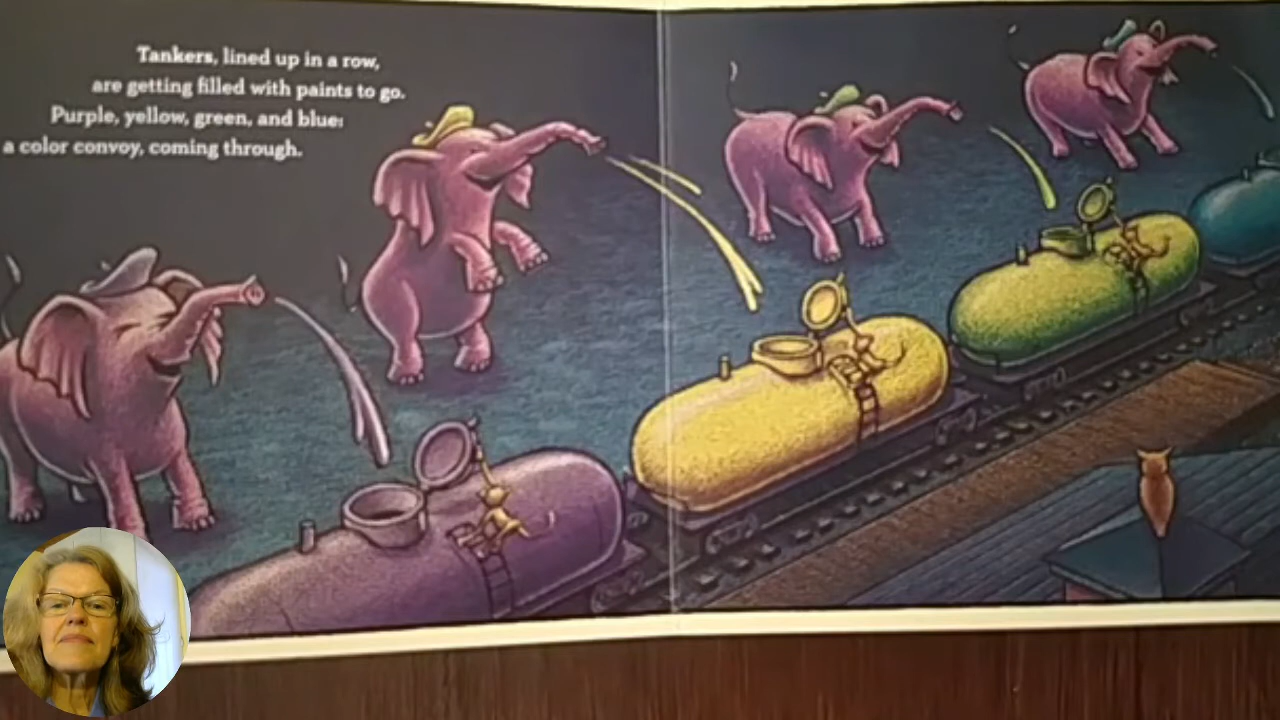 Tankers, lined up in a row,
are getting filled with paints to go.
Purple, yellow, green, and blue:
a color convoy, coming through.